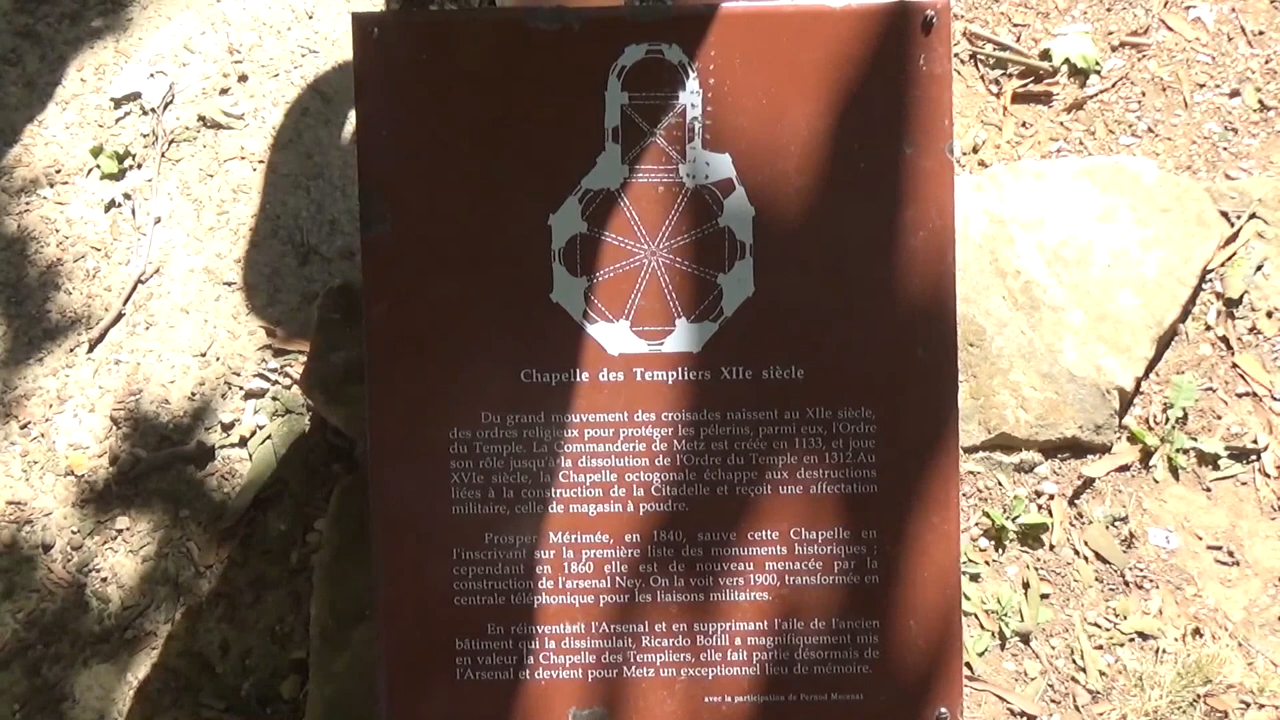 Chapelle des Templiers XIIe siècle
Du grand mouvement des croisades naissent au XIIe siècle,
des ordres religieux pour protéger les pélerins, parmi eux, l'Ordre
du Temple. La Commanderie de Metz est créée en 1133, et joue
son rôle jusqu'à la dissolution de l'Ordre du Temple en 1312.Au
XVIe siècle, la Chapelle octogonale échappe aux destructions
liées à la construction de la Citadelle et reçoit une affectation
militaire, celle de magasin à poudre.
Prosper Mérimée, en 1840, sauve cette Chapelle en
l'inscrivant sur la première liste des monuments historiques ;
cependant en 1860 elle est de nouveau menacée par la
construction de l'arsenal Ney. On la voit vers 1900, transformée en
centrale téléphonique pour les liaisons militaires.
En réinventant l'Arsenal et en supprimant l'aile de l'ancien
bâtiment qui la dissimulait, Ricardo Bofill a magnifiquement mis
en valeur la Chapelle des Templiers, elle fait partie désormais de
l'Arsenal et devient pour Metz un exceptionnel lieu de mémoire.
avec la participation de Pernod Mecenat